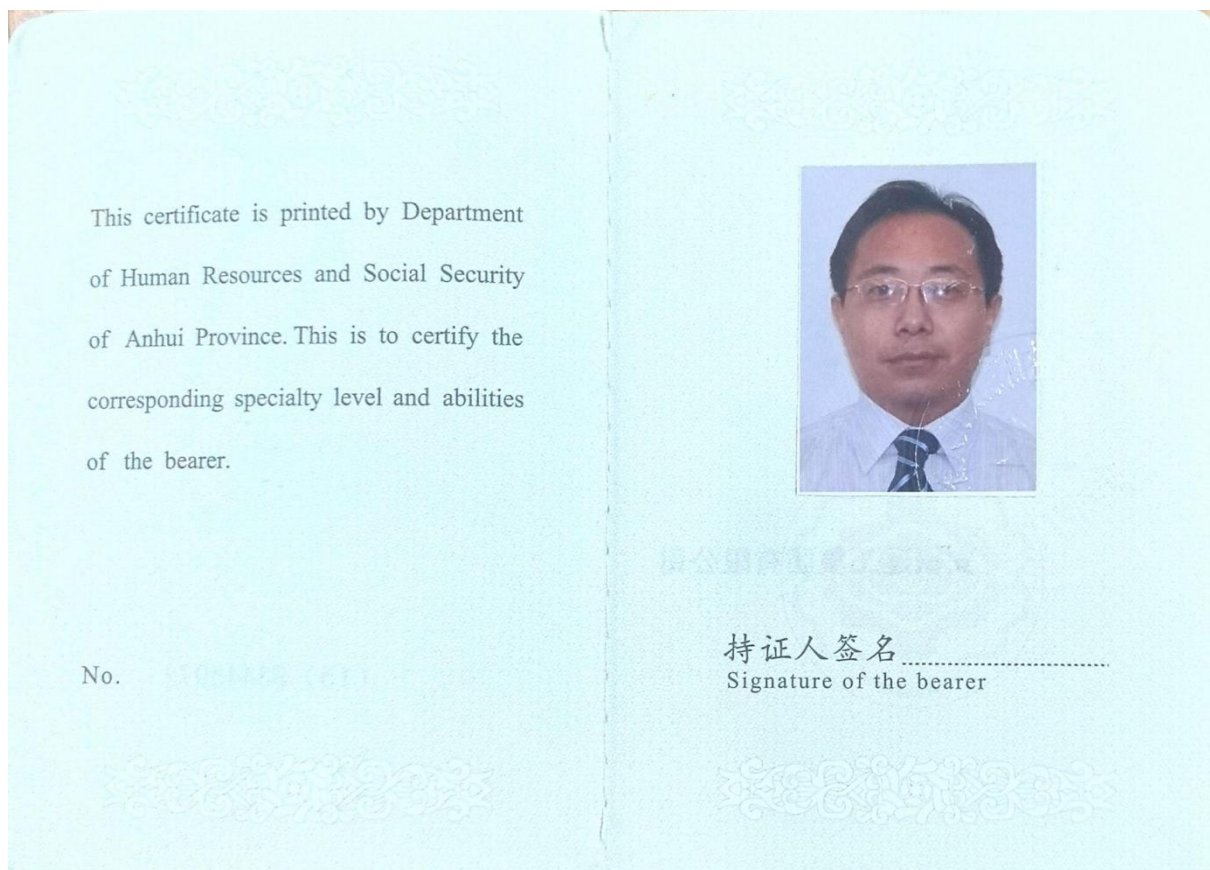 This certificate is printed by Department
of Human Resources and Social Security
of Anhui Province. This is to certify the
corresponding specialty level and abilities
of the bearer.
No.
持证人签名
Signature of the bearer